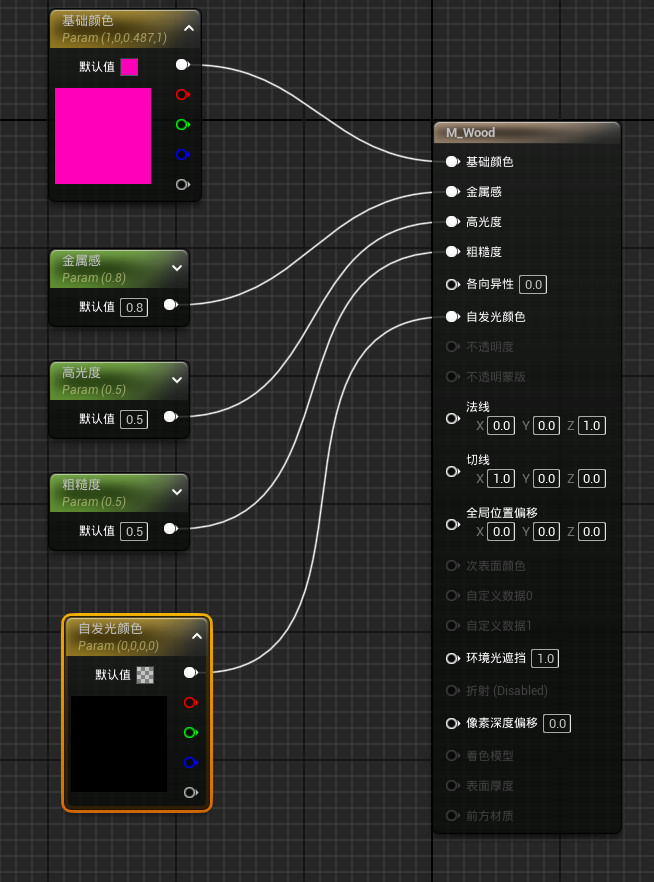 基础颜色
Param (1,0,0.487,1)
默认值
金属感
Param (0.8)
默认值 0.8
高光度
Param (0.5)
默认值 0.5
粗糙度
Param (0.5)
默认值 0.5
自发光颜色
Param (0,0,0,0)
默认值
M_Wood
基础颜色
金属感
高光度
粗糙度
各向异性 0.0
自发光颜色
不透明度
不透明蒙版
法线
X 0.0 Y 0.0 Z 1.0
切线
X 1.0 Y 0.0 Z 0.0
全局位置偏移
X 0.0 Y 0.0 Z 0.0
次表面颜色
自定义数据0
自定义数据1
环境光遮挡 1.0
折射 (Disabled)
像素深度偏移 0.0
着色模型
表面厚度
前方材质